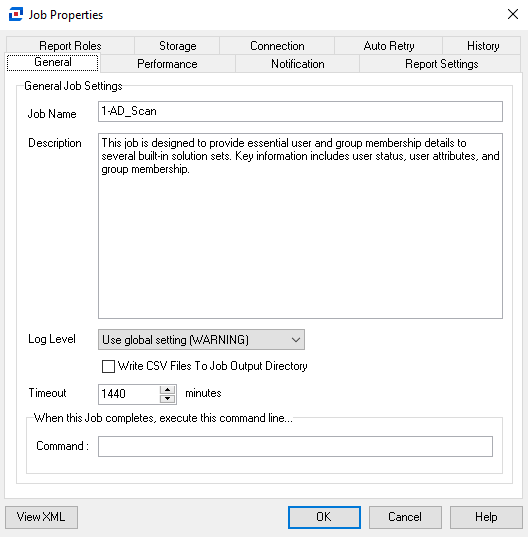 Job Properties
Report Roles Storage Connection Auto Retry History
General Performance Notification Report Settings
General Job Settings
Job Name 1-AD_Scan
Description This job is designed to provide essential user and group membership details to
several built-in solution sets. Key information includes user status, user attributes, and
group membership.
Log Level Use global setting (WARNING)
Write CSV Files To Job Output Directory
Timeout 1440 minutes
When this Job completes, execute this command line...
Command :
View XML OK Cancel Help